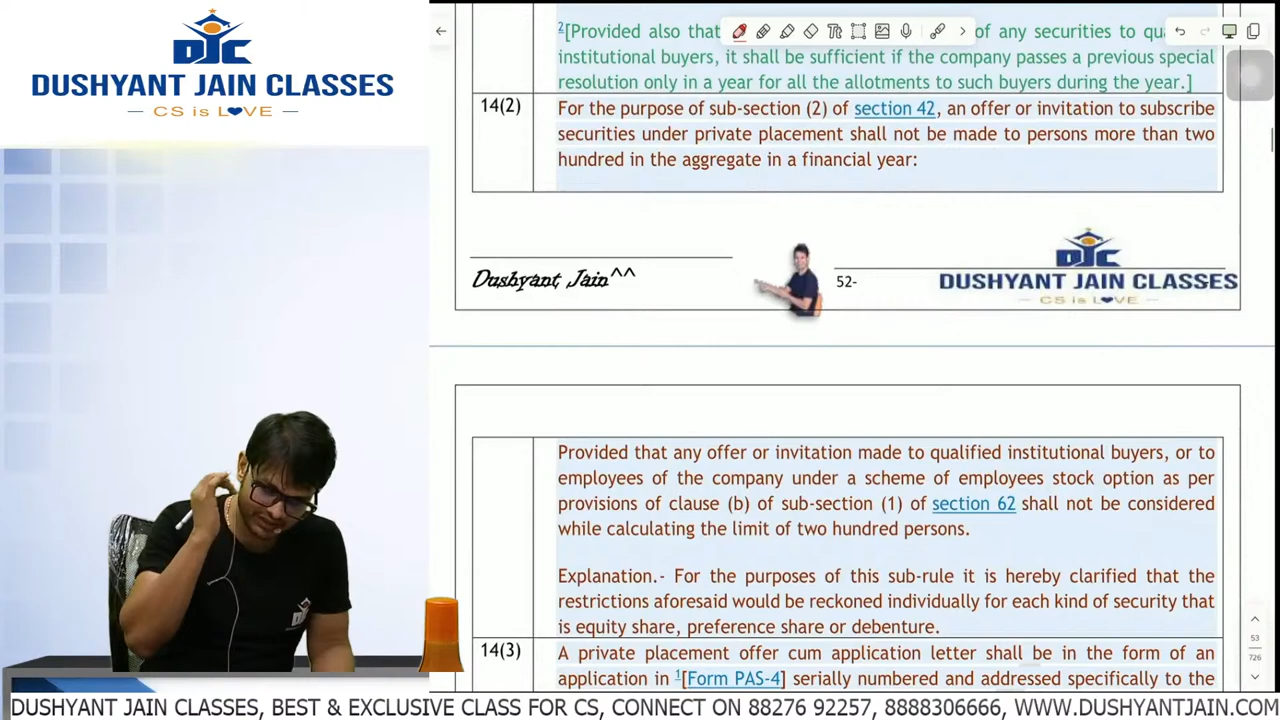 DJC
DUSHYANT JAIN CLASSES
CS is L VE
2[Provided also that of any securities to
institutional buyers, it shall be sufficient if the company passes a previous special
resolution only in a year for all the allotments to such buyers during the year.]
14(2) For the purpose of sub-section (2) of section 42, an offer or invitation to subscribe
securities under private placement shall not be made to persons more than two
hundred in the aggregate in a financial year:
Dushyant Jain^^
52-
DJC
DUSHYANT JAIN CLASSES
CS is L VE
Provided that any offer or invitation made to qualified institutional buyers, or to
employees of the company under a scheme of employees stock option as per
provisions of clause (b) of sub-section (1) of section 62 shall not be considered
while calculating the limit of two hundred persons.
Explanation.- For the purposes of this sub-rule it is hereby clarified that the
restrictions aforesaid would be reckoned individually for each kind of security that
is equity share, preference share or debenture.
14(3) A private placement offer cum application letter shall be in the form of an
application in 1[Form PAS-4] serially numbered and addressed specifically to the
53
726
DUSHYANT JAIN CLASSES, BEST & EXCLUSIVE CLASS FOR CS, CONNECT ON 88276 92257, 8888306666, WWW.DUSHYANTJAIN.COM